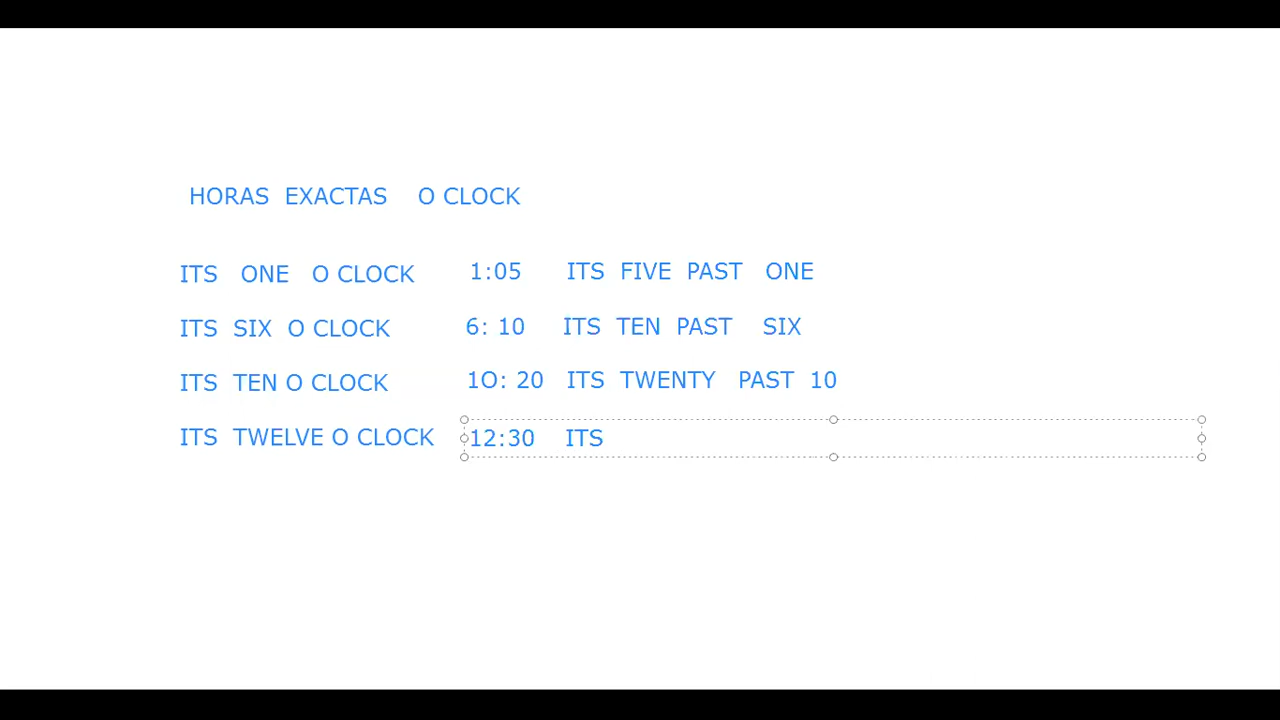 HORAS EXACTAS O CLOCK
ITS ONE O CLOCK 1:05 ITS FIVE PAST ONE
ITS SIX O CLOCK 6: 10 ITS TEN PAST SIX
ITS TEN O CLOCK 1O: 20 ITS TWENTY PAST 10
ITS TWELVE O CLOCK 12:30 ITS